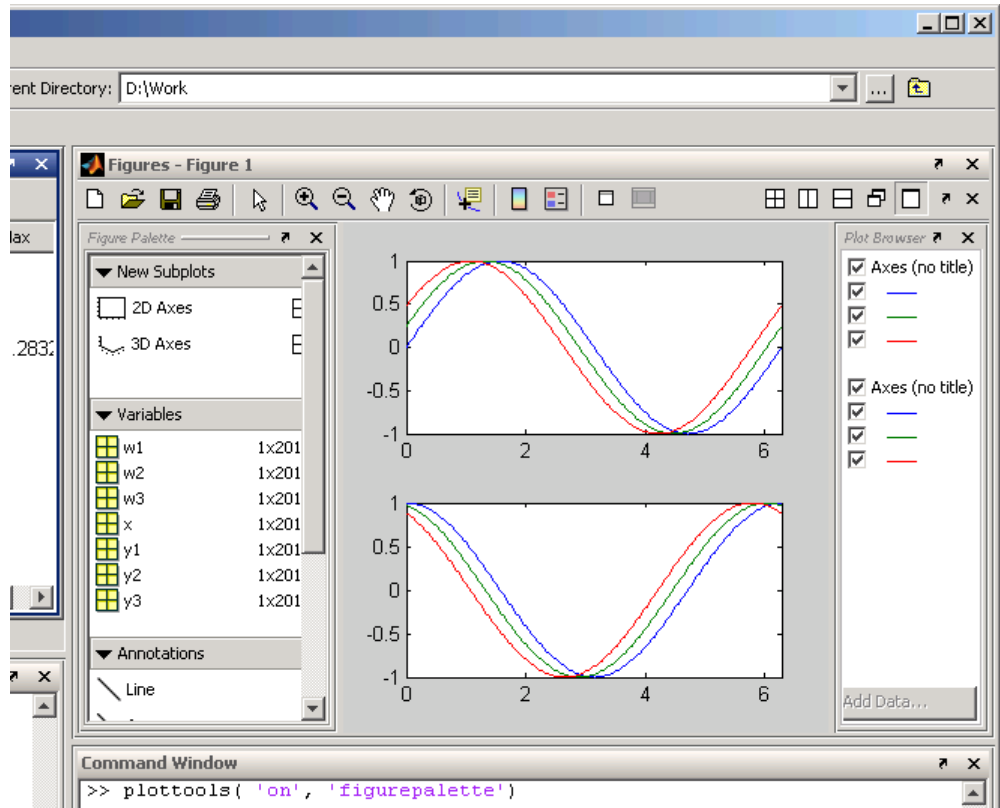 ent Directory: D:\Work
...
Figures - Figure 1
ax
.2832
Figure Palette
New Subplots
2D Axes
3D Axes
Variables
w1 1x201
w2 1x201
w3 1x201
x 1x201
y1 1x201
y2 1x201
y3 1x201
Annotations
Line
1
0.5
0
-0.5
-1
0 2 4 6
1
0.5
0
-0.5
-1
0 2 4 6
Plot Browser
Axes (no title)
Axes (no title)
Add Data...
Command Window
>> plottools( 'on', 'figurepalette')